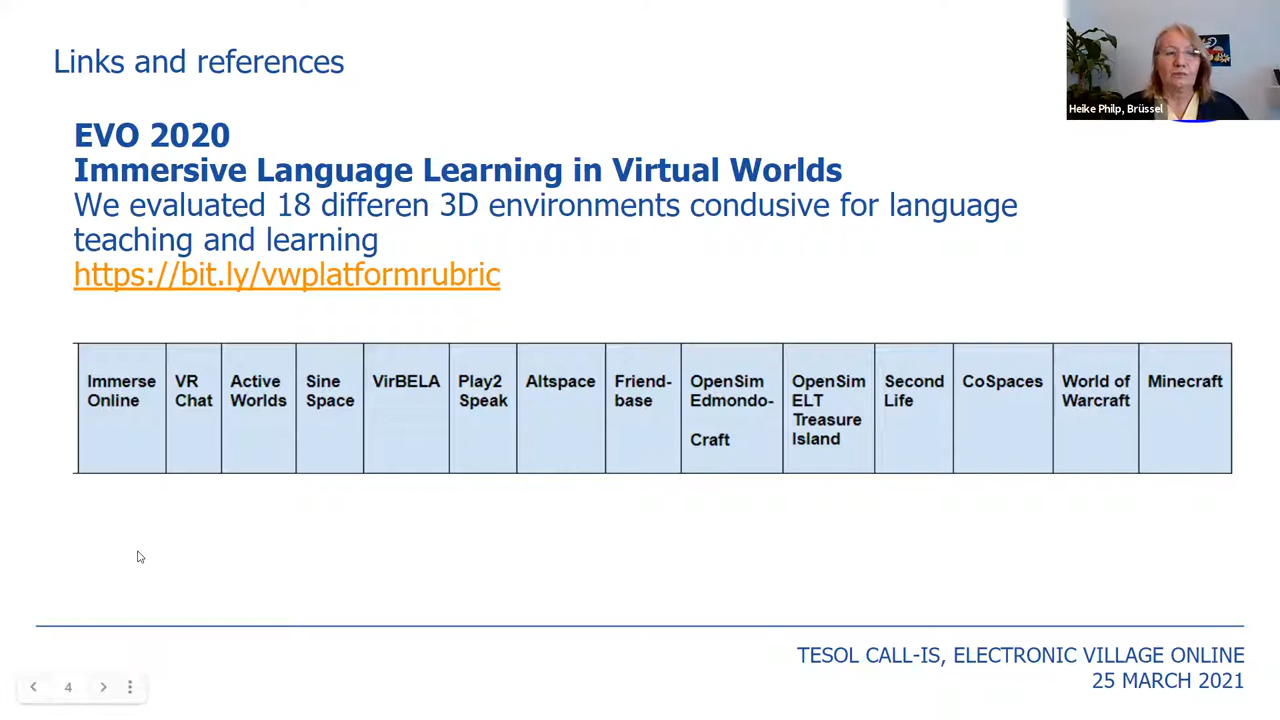 Links and references
Heike Philp, Brüssel
EVO 2020
Immersive Language Learning in Virtual Worlds
We evaluated 18 differen 3D environments condusive for language
teaching and learning
https://bit.ly/vwplatformrubric
Immerse
Online
VR
Chat
Active
Worlds
Sine
Space
VirBELA
Play2
Speak
Altspace
Friend-
base
OpenSim
Edmondo-
Craft
OpenSim
ELT
Treasure
Island
Second
Life
CoSpaces
World of
Warcraft
Minecraft
TESOL CALL-IS, ELECTRONIC VILLAGE ONLINE
25 MARCH 2021
4